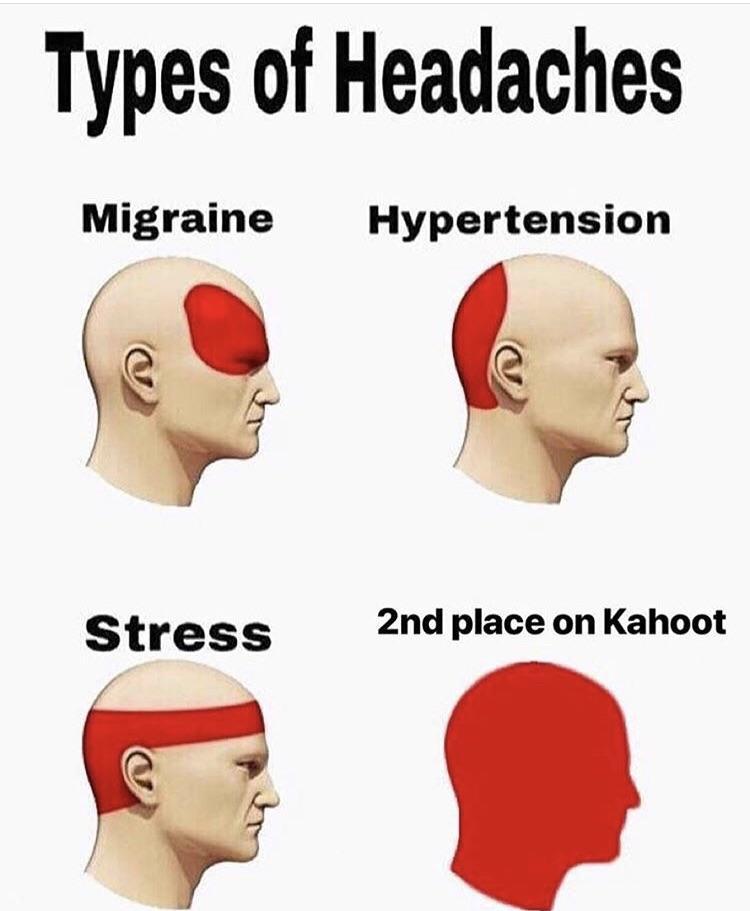 Types of Headaches
Migraine
Hypertension
Stress
2nd place on Kahoot